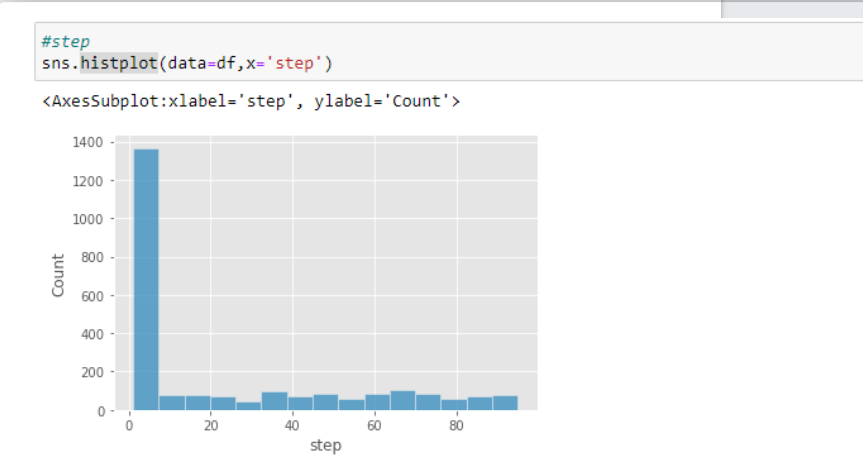 #step
sns.histplot(data=df,x='step')
<AxesSubplot:xlabel='step', ylabel='Count'>
1400
1200
1000
800
600
400
200
0
Count
0 20 40 60 80
step